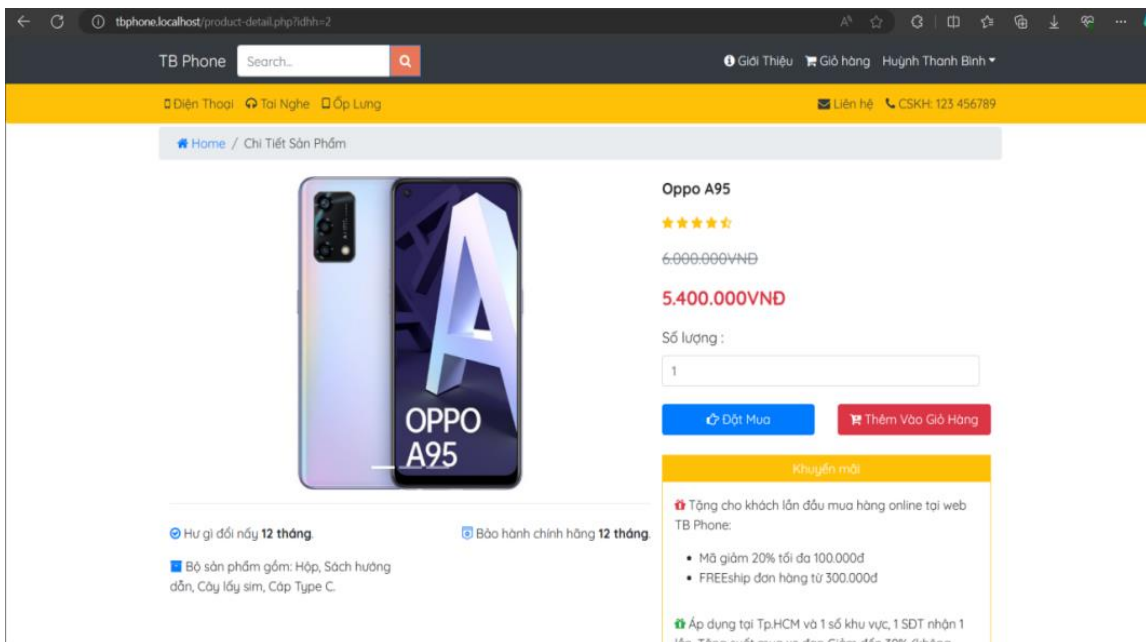 tbphone.localhost/product-detail.php?idhh=2
TB Phone Search.. Giới Thiệu Giỏ hàng Huỳnh Thanh Bình
Điện Thoại Tai Nghe Ốp Lưng Liên hệ CSKH: 123 456789
Home / Chi Tiết Sản Phẩm
Oppo A95
6.000.000VNĐ
5.400.000VNĐ
Số lượng :
1
Đặt Mua Thêm Vào Giỏ Hàng
OPPO
A95
Khuyến mãi
Tặng cho khách lần đầu mua hàng online tại web
TB Phone:
Mã giảm 20% tối đa 100.000đ
FREEship đơn hàng từ 300.000đ
Hư gì đổi nấy 12 tháng.
Bảo hành chính hãng 12 tháng.
Bộ sản phẩm gồm: Hộp, Sách hướng
dẫn, Cây lấy sim, Cáp Type C.
Áp dụng tại Tp.HCM và 1 số khu vực, 1 SĐT nhận 1